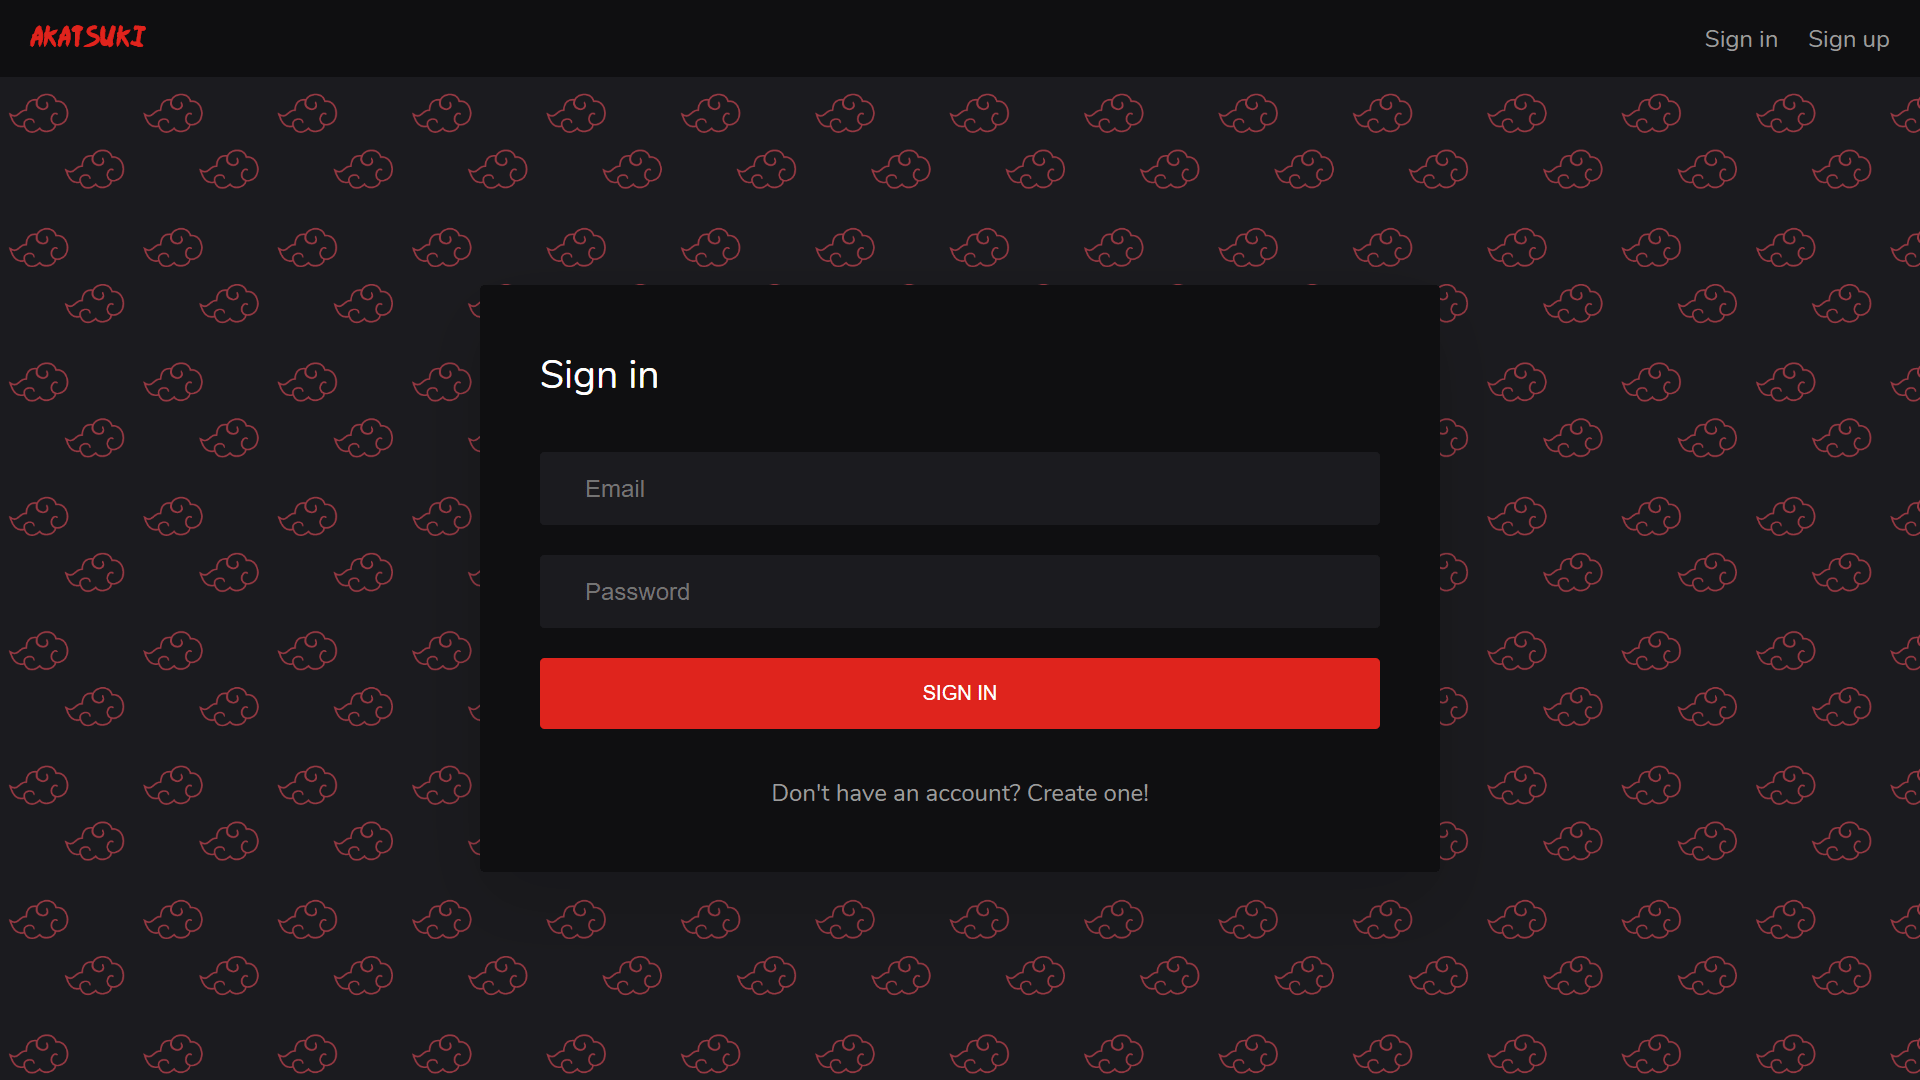 AKATSUKI
Sign in
Sign up
Sign in
Email
Password
SIGN IN
Don't have an account? Create one!